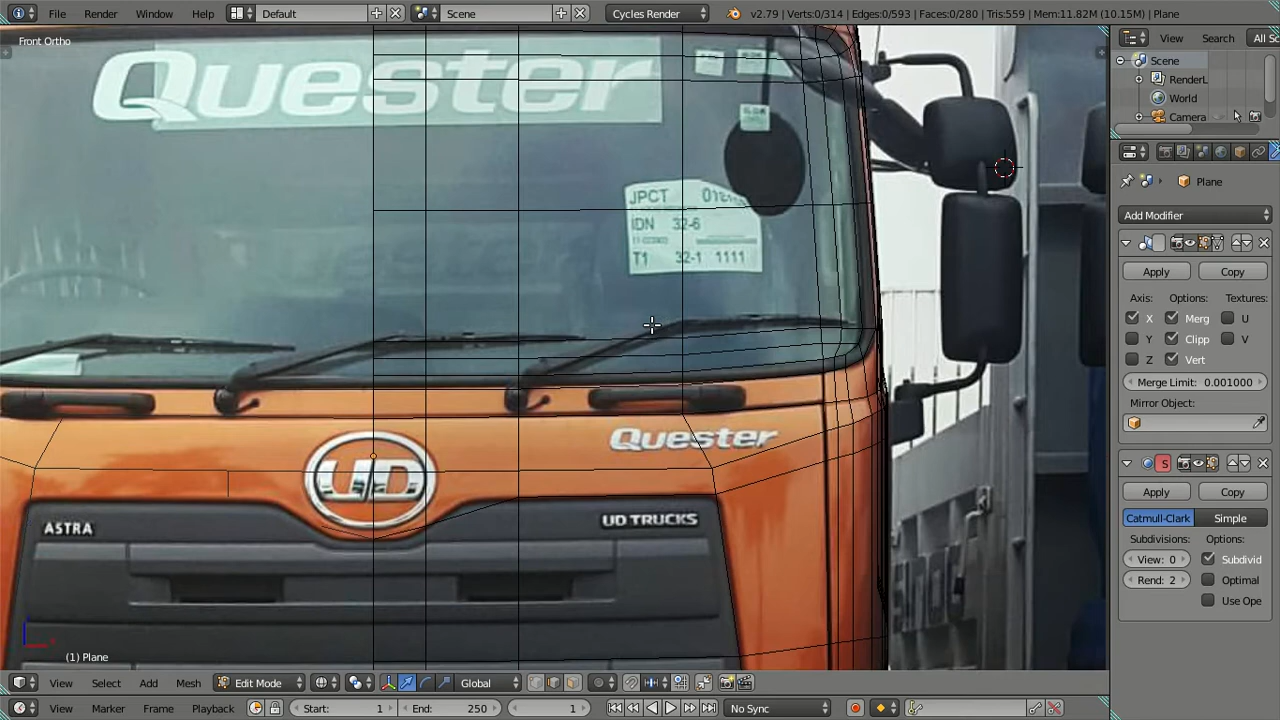 File Render Window Help Default Scene Cycles Render v2.79 | Verts:0/314 | Edges:0/593 | Faces:0/280 | Tris:559 | Mem:11.82M (10.15M) | Plane
Front Ortho
View Search All Sc
Scene
RenderL
World
Camera
Plane
Add Modifier
Apply Copy
Axis: Options: Textures:
X Merg U
Y Clipp V
Z Vert
Merge Limit: 0.001000
Mirror Object:
S
Apply Copy
Catmull-Clark Simple
Subdivisions: Options:
View: 0 Subdivid
Rend: 2 Optimal
Use Ope
Quester
JPCT
IDN 32-6
T1 32-1 1111
Quester
UD
ASTRA UD TRUCKS
(1) Plane
View Select Add Mesh Edit Mode Global
View Marker Frame Playback Start: 1 End: 250 1 No Sync